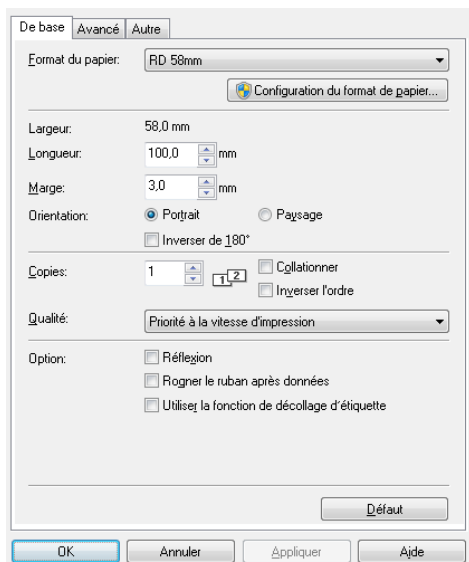 De base Avancé Autre
Format du papier: RD 58mm
Configuration du format de papier...
Largeur: 58,0 mm
Longueur: 100,0 mm
Marge: 3,0 mm
Orientation: Portrait Paysage
Inverser de 180°
Copies: 1 1 2 Collationner
Inverser l'ordre
Qualité: Priorité à la vitesse d'impression
Option: Réflexion
Rogner le ruban après données
Utiliser la fonction de décollage d´étiquette
Défaut
OK Annuler Appliquer Aide